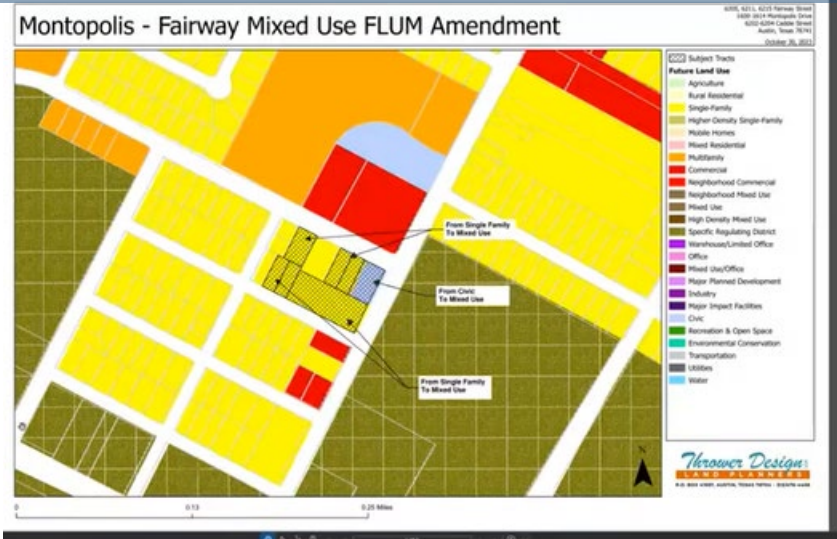 Montopolis - Fairway Mixed Use FLUM Amendment
6205, 6211, 6215 Fairway Street
1600-1614 Montopolis Drive
6202-6204 Caddie Street
Austin, Texas 78741
October 30, 2023
Subject Tracts
Future Land Use
Agriculture
Rural Residential
Single-Family
Higher-Density Single-Family
Mobile Homes
Mixed Residential
Multifamily
Commercial
Neighborhood Commercial
Neighborhood Mixed Use
Mixed Use
High Density Mixed Use
Specific Regulating District
Warehouse/Limited Office
Office
Mixed Use/Office
Major Planned Development
Industry
Major Impact Facilities
Civic
Recreation & Open Space
Environmental Conservation
Transportation
Utilities
Water
From Single Family
To Mixed Use
From Civic
To Mixed Use
From Single Family
To Mixed Use
N
Thrower Design
LAND PLANNERS
0
0.13
0.25 Miles